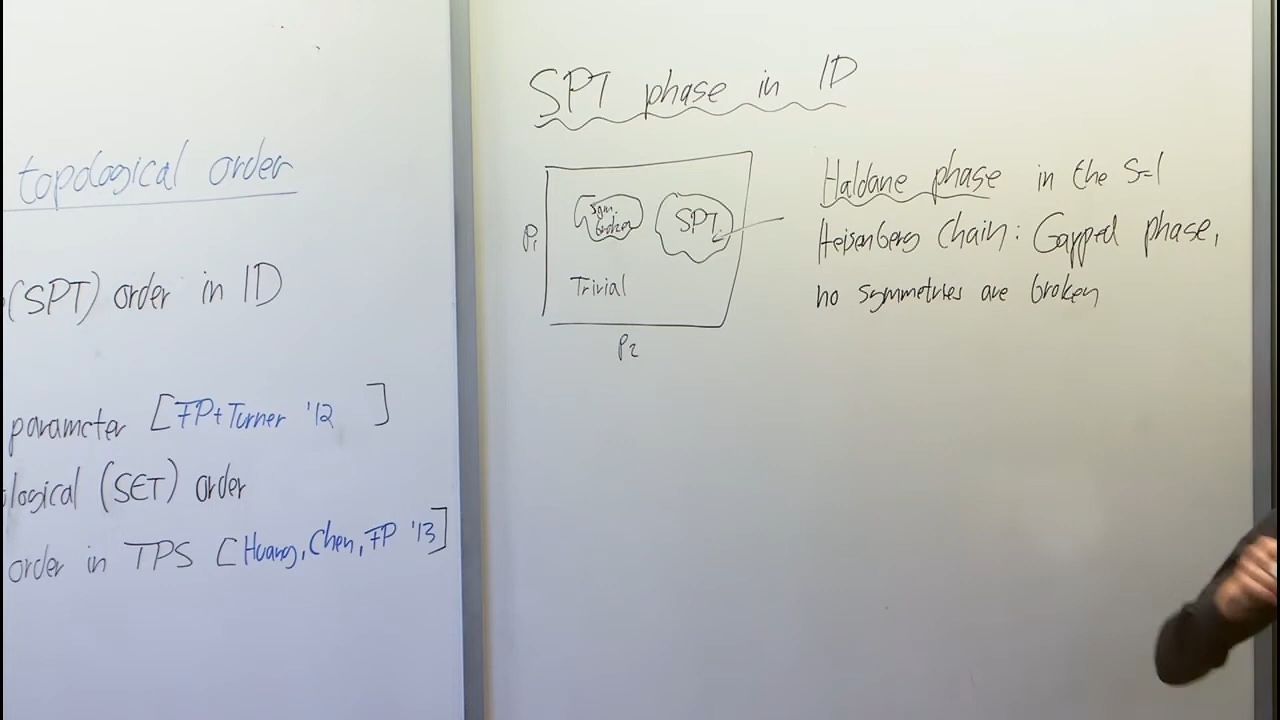 topological order
(SPT) order in 1D
parameter [FP+Turner '12 ]
logical (SET) order
order in TPS [Huang, Chen, FP '13]
SPT phase in 1D
Sym.
broken
SPT
Trivial
P1
P2
Haldane phase in the S=1
Heisenberg Chain: Gapped phase,
no symmetries are broken